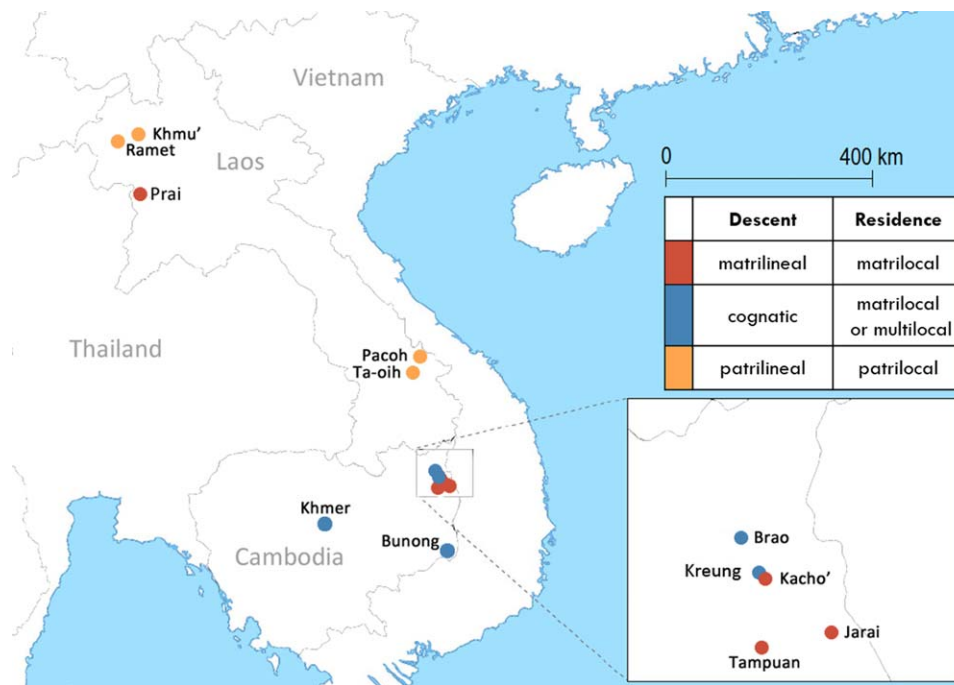 Vietnam
Khmu'
Ramet
Laos
Prai
Thailand
Pacoh
Ta-oih
Khmer
Bunong
Cambodia
0 400 km
Descent Residence
matrilineal matrilocal
cognatic matrilocal
or multilocal
patrilineal patrilocal
Brao
Kreung
Kacho'
Jarai
Tampuan